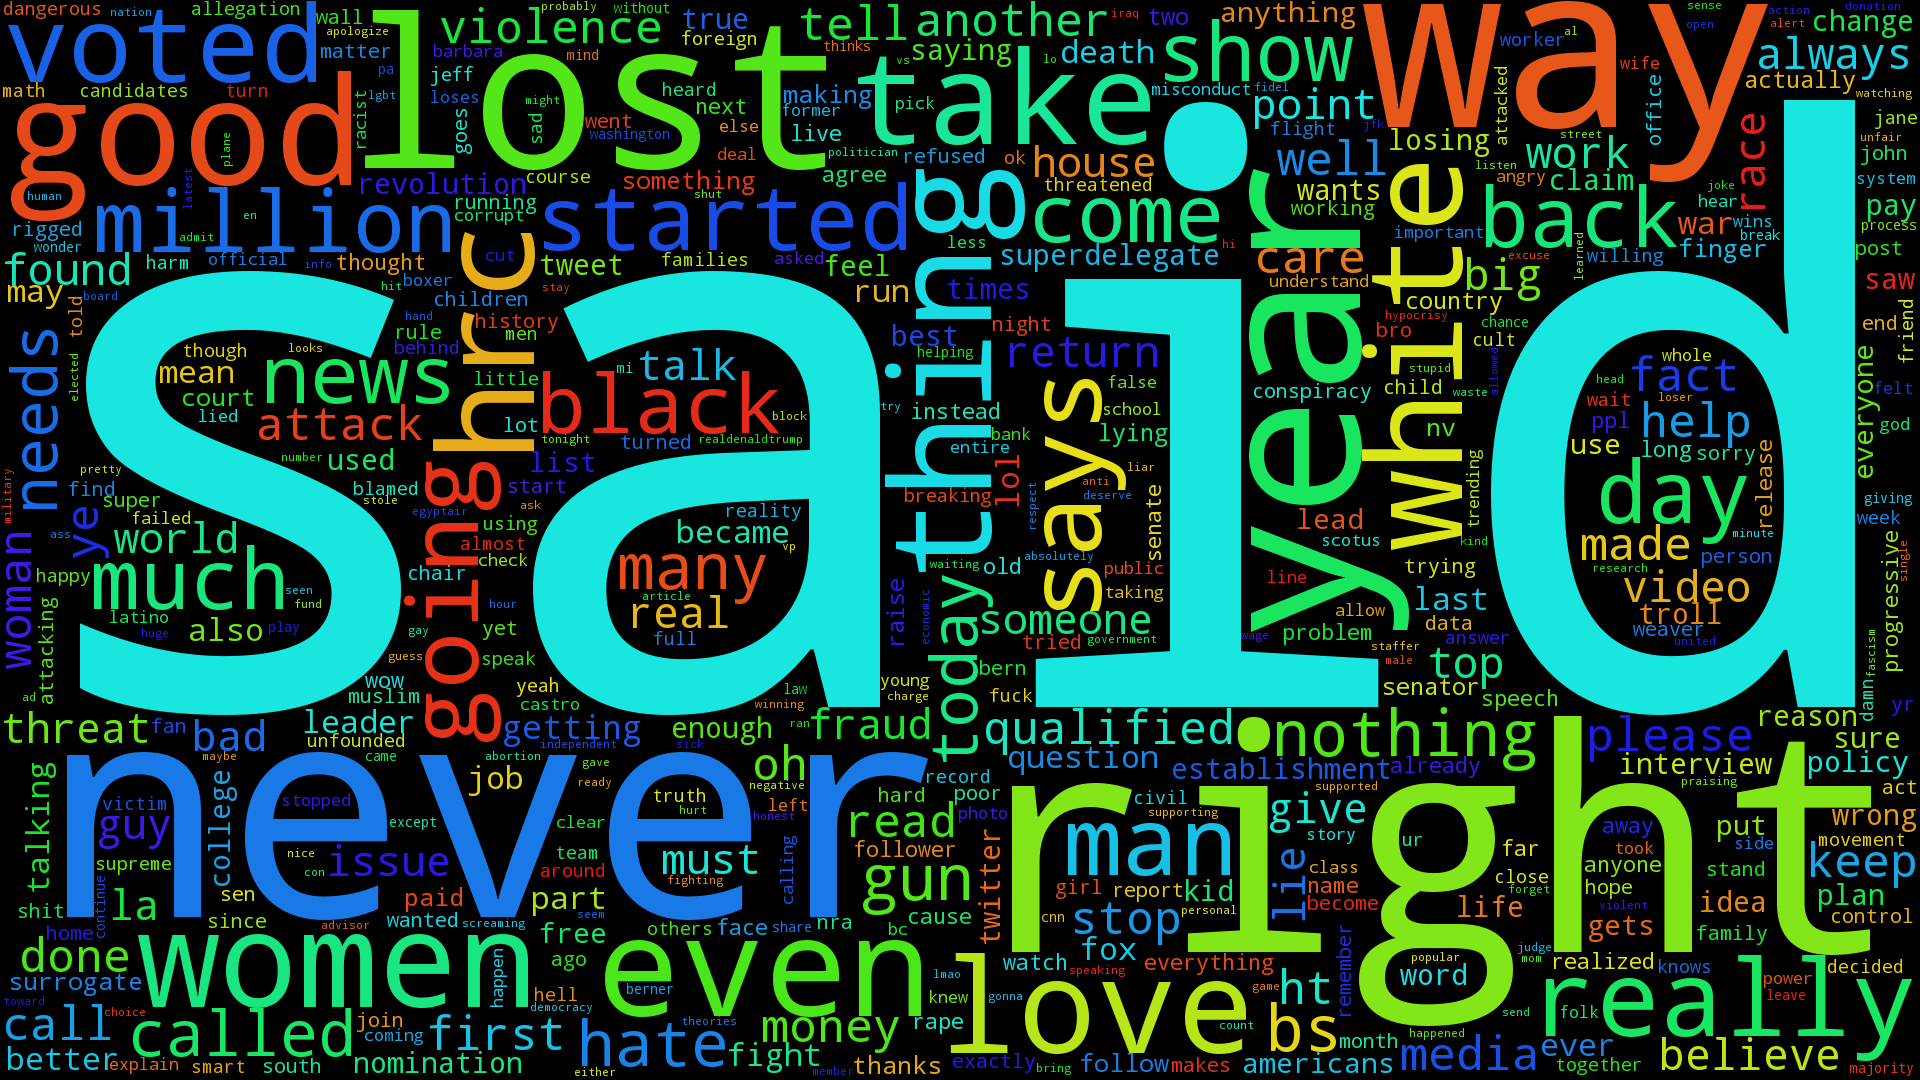 dangerous
nation
allegation
wall
apologize
voted
violence
probably
without
true
foreign
tell
another
iraq
two
anything
sense
action
donation
open
alert
al
change
matter
barbara
mind
thinks
saying
death
show
way
worker
always
math
candidates
turn
pa
jeff
lgbt
loses
lost
heard
making
vs
lo
take
misconduct
fidel
point
actually
watching
good
racist
goes
might
sad
went
washington
next
else
former
live
pick
flight
jfk
losing
attacked
street
office
wife
jane
unfair
plane
deal
politician
refused
ok
house
well
listen
work
race
john
human
latest
revolution
course
something
agree
threatened
wants
angry
claim
joke
hear
system
million
en
running
corrupt
started
shut
thing
come
working
white
back
war
wins
pay
rigged
wonder
admit
official
info
thought
hrc
cut
asked
less
hi
important
learned
excuse
willing
finger
break
process
found
harm
tweet
families
feel
superdelegate
care
understand
big
post
may
board
told
hit
boxer
children
stay
run
times
year
country
saw
hand
history
night
hypocrisy
bro
chance
cult
end
friend
needs
elected
said
though
looks
rule
behind
men
best
helping
return
stupid
whole
fact
mean
news
little
mi
talk
try
false
conspiracy
child
waste
allowed
head
loser
felt
court
lied
attack
lot
black
block
instead
says
school
lying
nv
wait
ppl
help
everyone
god
number
used
tonight
turned
realdenaldtrump
entire
bank
lol
use
long
sorry
military
pretty
find
super
failed
blamed
stole
list
start
ask
breaking
liar
anti
deserve
respect
senate
trending
day
release
giving
ye
ass
world
egyptair
using
reality
became
vp
lead
scotus
kind
made
minute
person
week
woman
happy
much
seen
fund
chair
going
almost
check
many
article
waiting
absolutely
old
public
line
trying
research
video
progressive
single
attacking
latino
huge
also
play
hour
gay
yet
real
full
raise
economic
today
someone
taking
tried
government
wage
allow
problem
last
data
answer
troll
weaver
united
fascism
ad
guess
speak
wow
muslim
yeah
castro
law
winning
young
charge
bern
fuck
staffer
male
top
senator
speech
damn
yr
threat
fan
bad
leader
unfounded
came
getting
abortion
independent
enough
sick
ran
fraud
qualified
question
nothing
establishment
already
please
reason
sure
maybe
never
job
gave
ready
oh
negative
record
right
supported
interview
praising
policy
talking
victim
guy
college
stopped
except
truth
hurt
left
honest
hard
poor
photo
civil
supporting
give
story
act
wrong
supreme
nice
con
issue
clear
team
around
must
fighting
calling
read
follower
man
class
ur
far
away
took
put
side
movement
shit
la
sen
since
paid
part
gun
twitter
girl
report
kid
lie
name
become
close
forget
anyone
hope
stand
keep
plan
home
continue
advisor
wanted
screaming
free
seem
others
face
share
nra
cause
bc
cnn
stop
personal
life
gets
violent
idea
family
control
done
women
happen
ago
even
fox
watch
speaking
everything
remember
popular
word
judge
mom
realized
knows
decided
surrogate
toward
choice
hell
democracy
berner
lmao
knew
gonna
love
game
ht
send
folk
power
leave
call
called
join
coming
first
hate
theories
money
rape
count
bs
month
happened
really
better
explain
smart
south
nomination
either
fight
member
thanks
exactly
bring
follow
makes
americans
media
ever
together
believe
majority